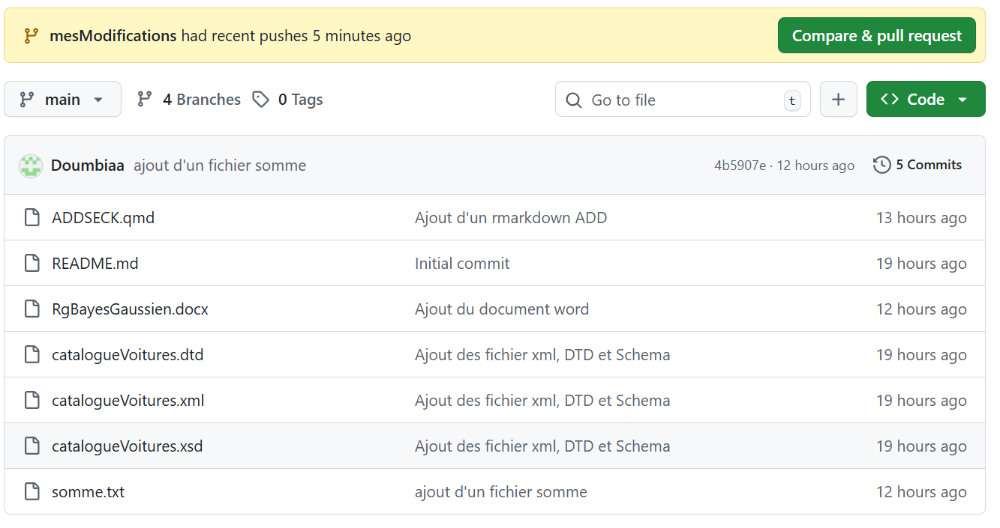 mesModifications had recent pushes 5 minutes ago Compare & pull request
main 4 Branches 0 Tags Go to file t + <> Code
Doumbiaa ajout d'un fichier somme 4b5907e · 12 hours ago 5 Commits
ADDSECK.qmd Ajout d'un rmarkdown ADD 13 hours ago
README.md Initial commit 19 hours ago
RgBayesGaussien.docx Ajout du document word 12 hours ago
catalogueVoitures.dtd Ajout des fichier xml, DTD et Schema 19 hours ago
catalogueVoitures.xml Ajout des fichier xml, DTD et Schema 19 hours ago
catalogueVoitures.xsd Ajout des fichier xml, DTD et Schema 19 hours ago
somme.txt ajout d'un fichier somme 12 hours ago